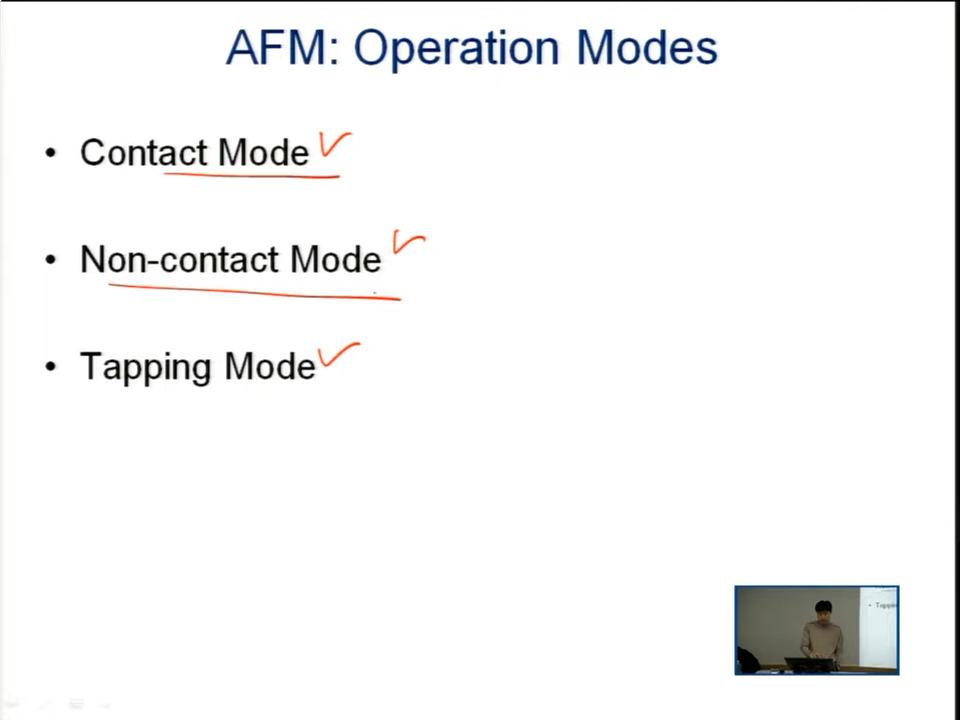 AFM: Operation Modes
• Contact Mode
• Non-contact Mode
• Tapping Mode